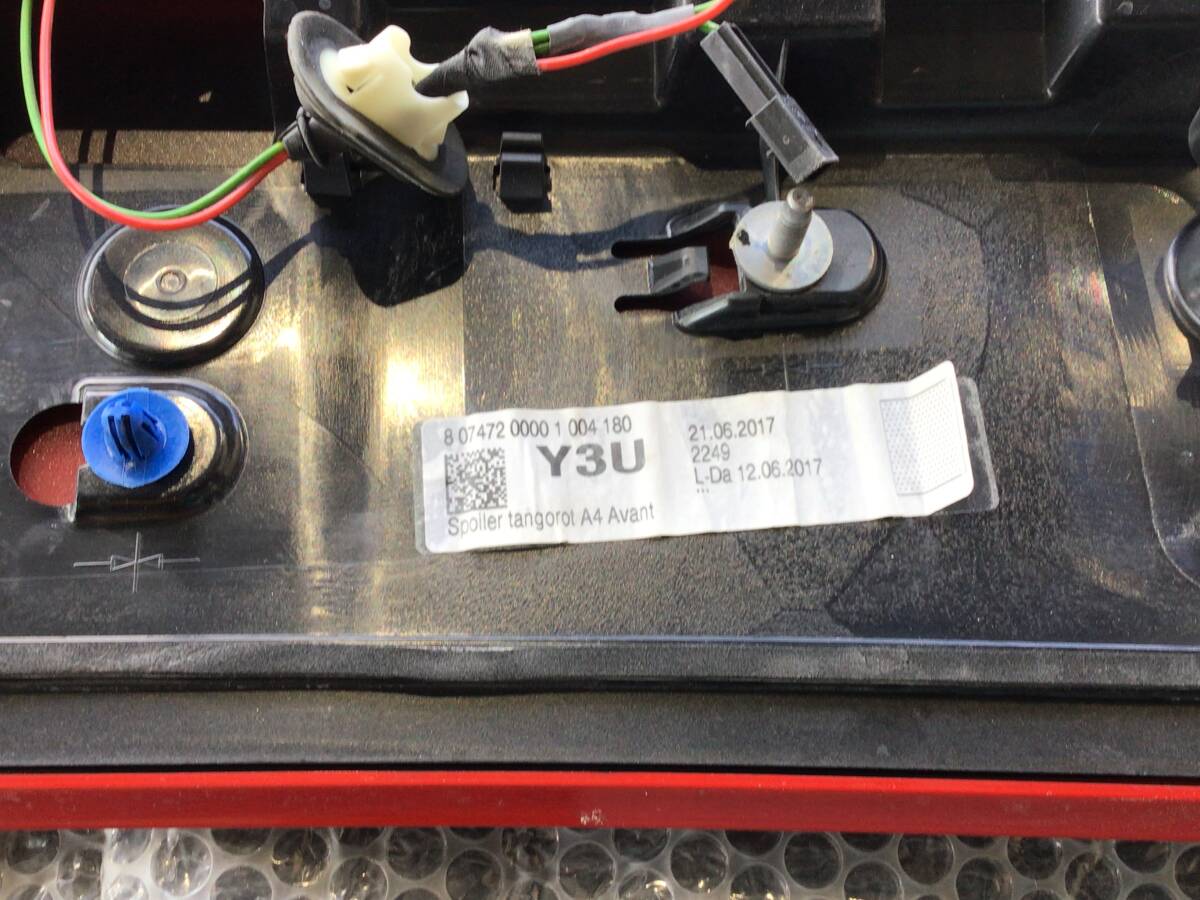 8 07472 0000 1 004 180
Y3U
Spoiler tangorot A4 Avant
21.06.2017
2249
L-Da 12.06.2017
...